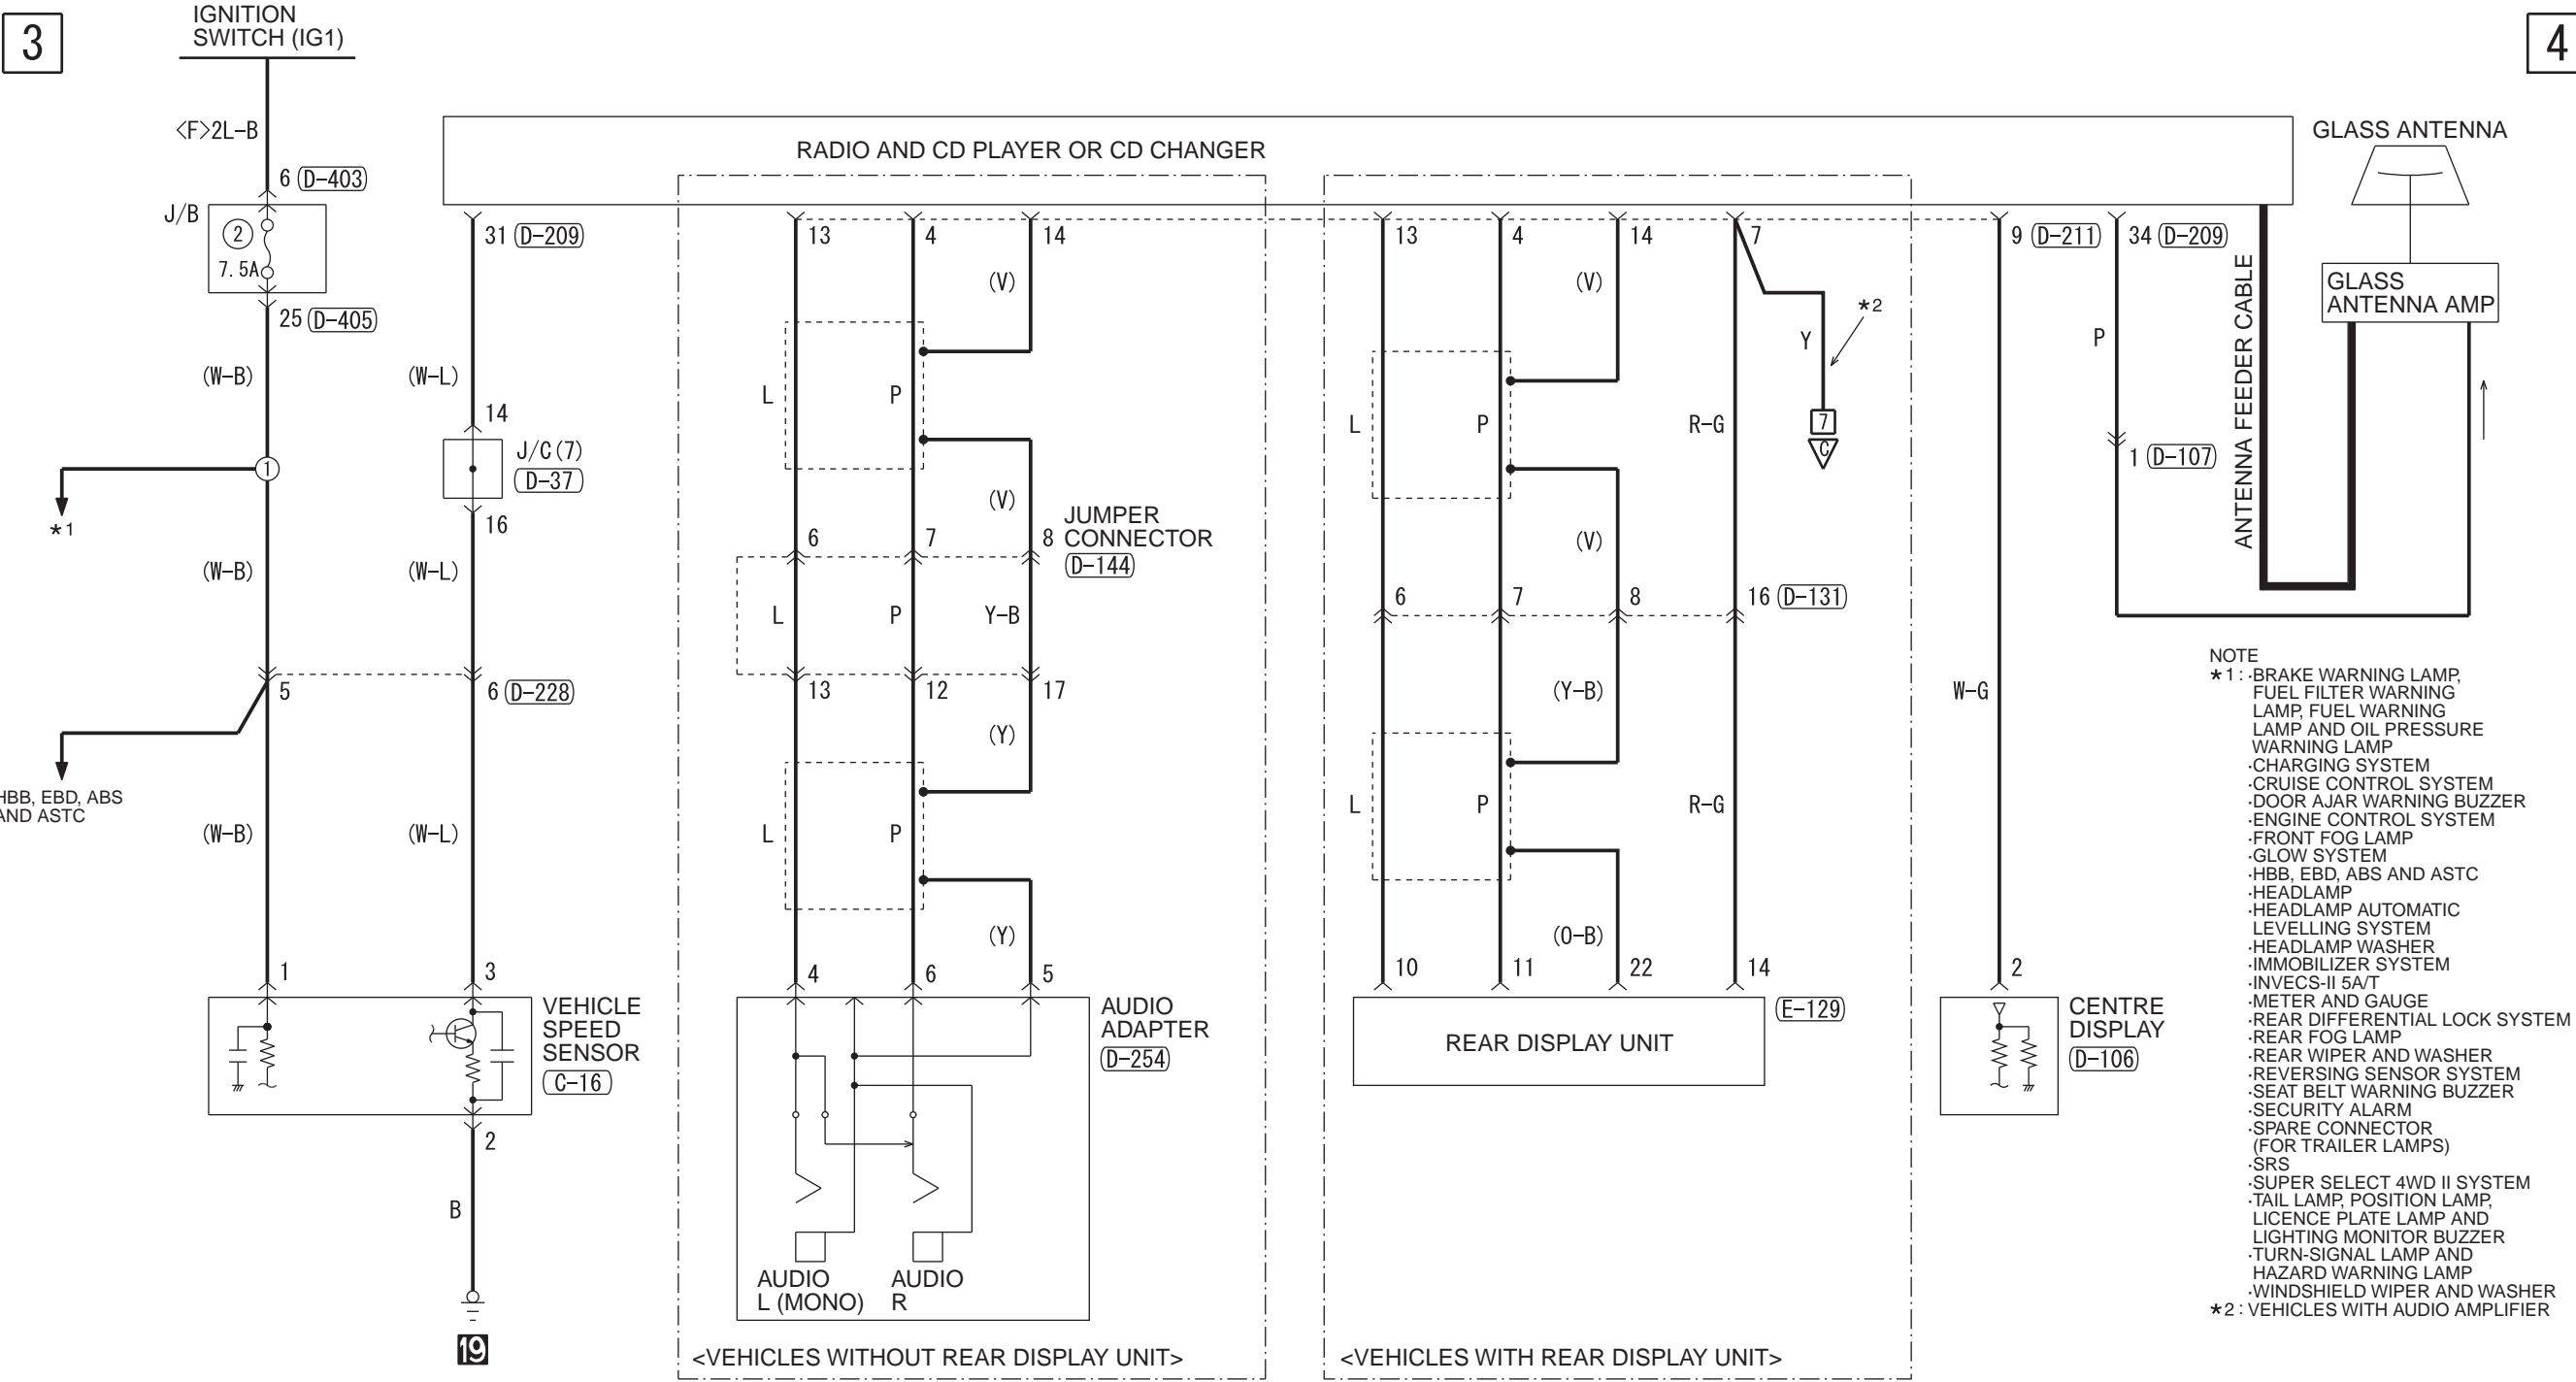 3
IGNITION
SWITCH (IG1)
4
<F>2L-B
6 (D-403)
J/B
2
7.5A
25 (D-405)
(W-B)
1
*1
(W-B)
5
HBB, EBD, ABS
AND ASTC
(W-B)
1
RADIO AND CD PLAYER OR CD CHANGER
31 (D-209)
(W-L)
14
J/C (7)
D-37
16
(W-L)
6 (D-228)
(W-L)
3
VEHICLE
SPEED
SENSOR
C-16
2
B
19
13 4 14
(V)
L P
(V)
JUMPER
CONNECTOR
D-144
6 7 8
L P Y-B
13 12 17
(Y)
L P
(Y)
4 6 5
AUDIO
ADAPTER
D-254
AUDIO
L (MONO)
AUDIO
R
<VEHICLES WITHOUT REAR DISPLAY UNIT>
13 4 14 7
(V)
*2
Y
7
C
L P R-G
(V)
6 7 8 16 (D-131)
(Y-B)
L P R-G
(O-B)
10 11 22 14
E-129
REAR DISPLAY UNIT
<VEHICLES WITH REAR DISPLAY UNIT>
9 (D-211)
W-G
2
CENTRE
DISPLAY
D-106
34 (D-209)
P
1 (D-107)
ANTENNA FEEDER CABLE
GLASS ANTENNA
GLASS
ANTENNA AMP
NOTE
*1:·BRAKE WARNING LAMP,
FUEL FILTER WARNING
LAMP, FUEL WARNING
LAMP AND OIL PRESSURE
WARNING LAMP
·CHARGING SYSTEM
·CRUISE CONTROL SYSTEM
·DOOR AJAR WARNING BUZZER
·ENGINE CONTROL SYSTEM
·FRONT FOG LAMP
·GLOW SYSTEM
·HBB, EBD, ABS AND ASTC
·HEADLAMP
·HEADLAMP AUTOMATIC
LEVELLING SYSTEM
·HEADLAMP WASHER
·IMMOBILIZER SYSTEM
·INVECS-II 5A/T
·METER AND GAUGE
·REAR DIFFERENTIAL LOCK SYSTEM
·REAR FOG LAMP
·REAR WIPER AND WASHER
·REVERSING SENSOR SYSTEM
·SEAT BELT WARNING BUZZER
·SECURITY ALARM
·SPARE CONNECTOR
(FOR TRAILER LAMPS)
·SRS
·SUPER SELECT 4WD II SYSTEM
·TAIL LAMP, POSITION LAMP,
LICENCE PLATE LAMP AND
LIGHTING MONITOR BUZZER
·TURN-SIGNAL LAMP AND
HAZARD WARNING LAMP
·WINDSHIELD WIPER AND WASHER
*2: VEHICLES WITH AUDIO AMPLIFIER